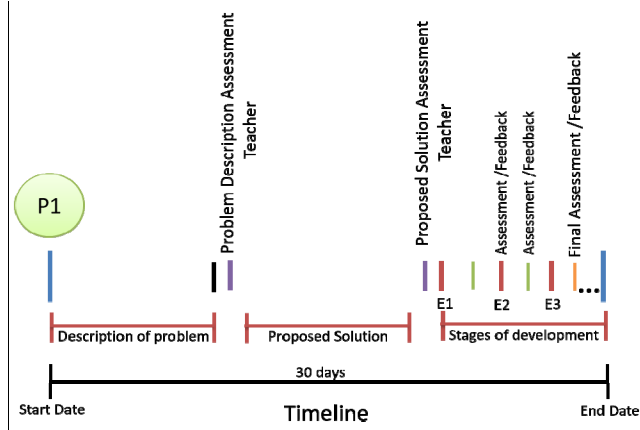 P1
Problem Description Assessment
Teacher
Proposed Solution Assessment
Teacher
Assessment /Feedback
Assessment /Feedback
Final Assessment /Feedback
E1
E2
E3
Description of problem
Proposed Solution
Stages of development
30 days
Start Date
Timeline
End Date